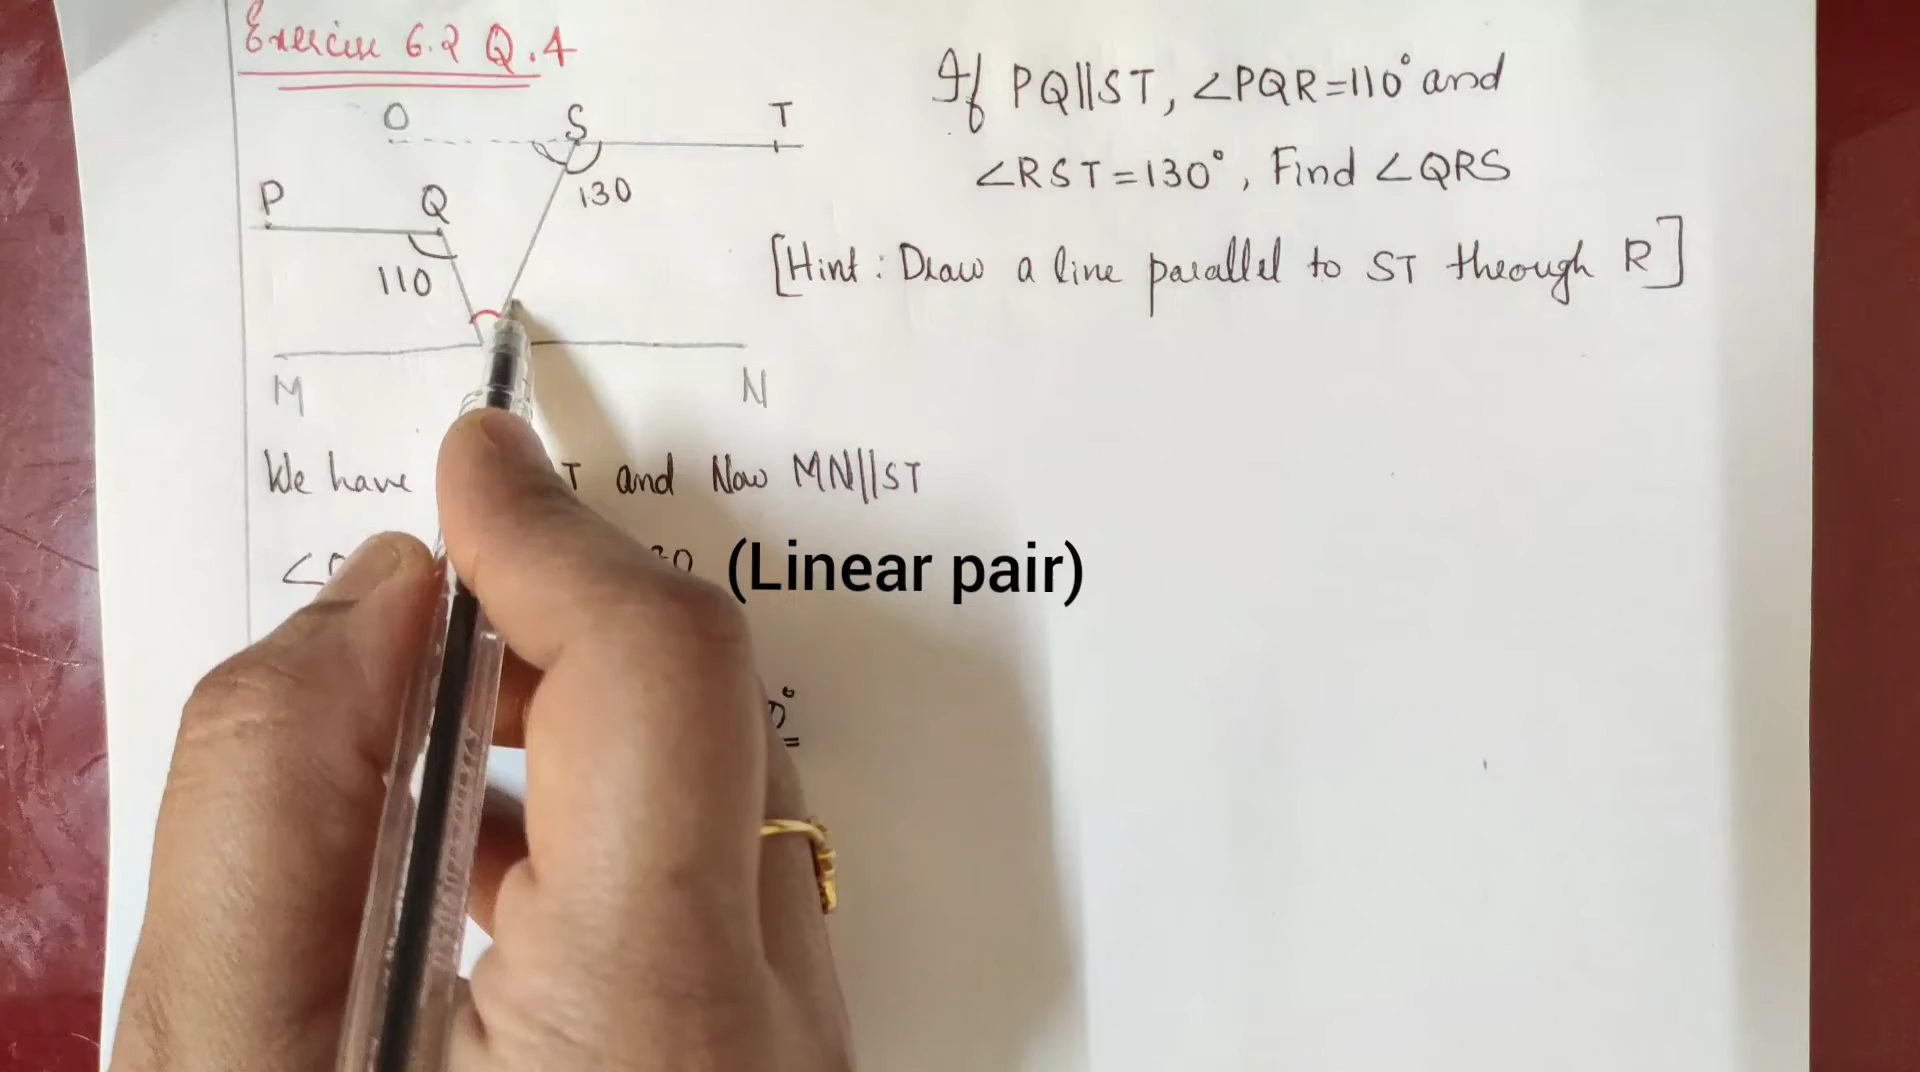 Exercise 6.2 Q.4
If PQ||ST, ∠PQR=110° and
∠RST=130°, Find ∠QRS
[Hint: Draw a line parallel to ST through R]
O S T
130
P Q
110
M N
We have T and Now MN||ST
(Linear pair)